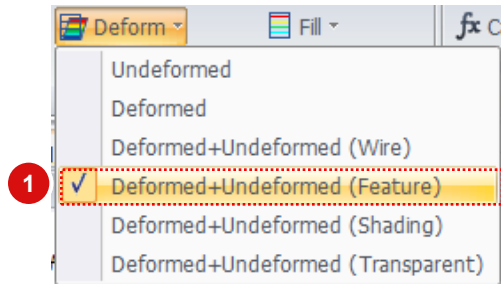 Deform Fill fx C
Undeformed
Deformed
Deformed+Undeformed (Wire)
1 Deformed+Undeformed (Feature)
Deformed+Undeformed (Shading)
Deformed+Undeformed (Transparent)